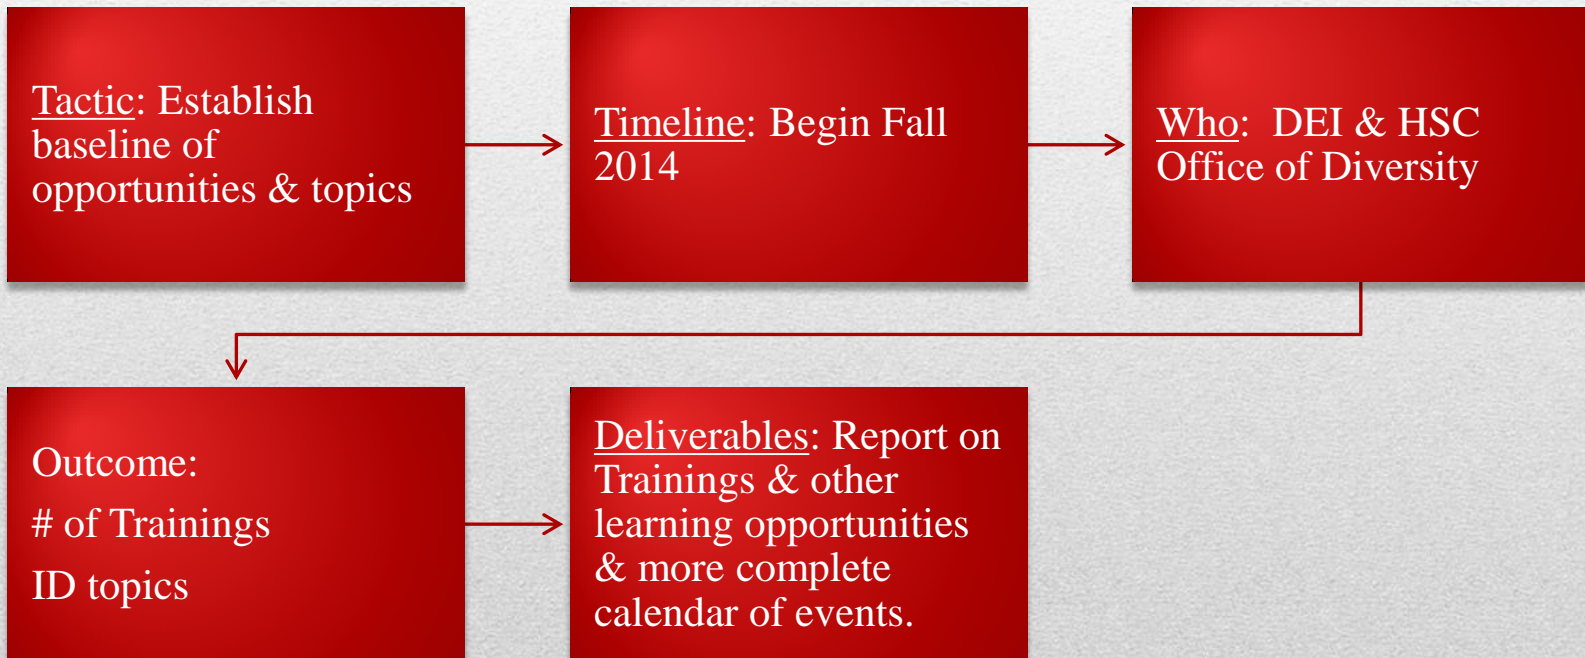 Tactic: Establish
baseline of
opportunities & topics
Timeline: Begin Fall
2014
Who:  DEI & HSC
Office of Diversity
Outcome:
# of Trainings
ID topics
Deliverables: Report on
Trainings & other
learning opportunities
& more complete
calendar of events.